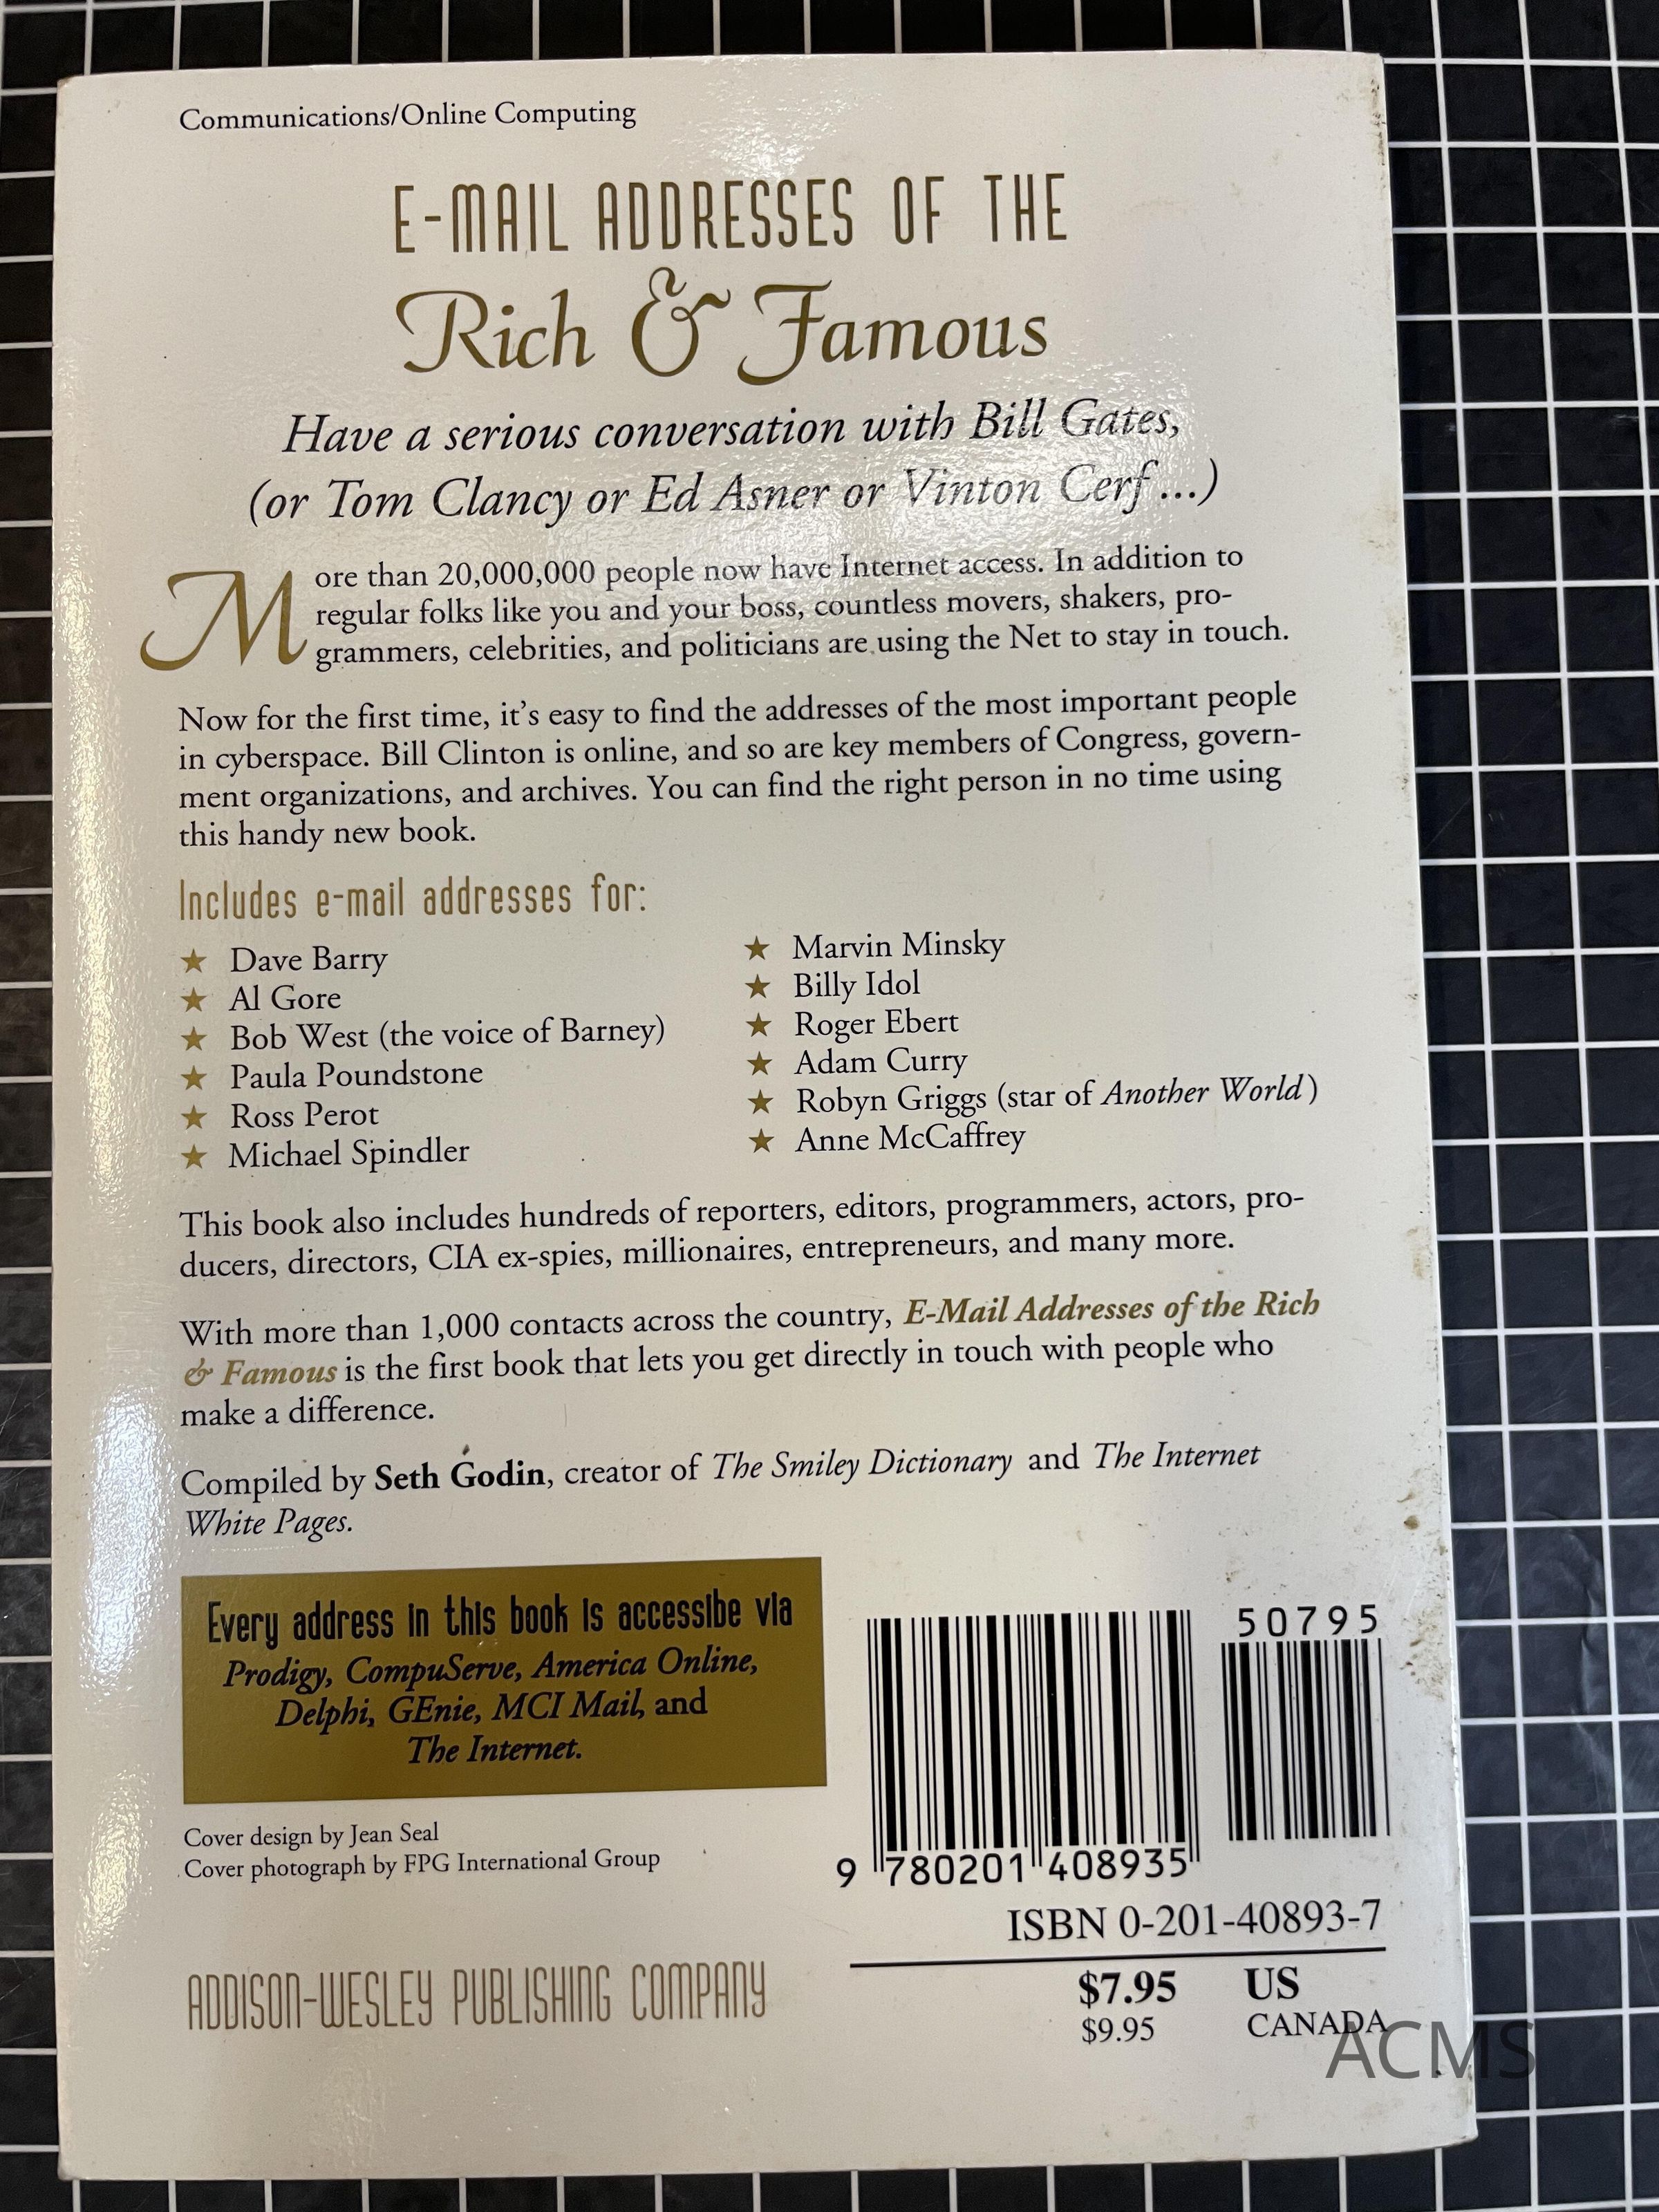 Communications/Online Computing
E-MAIL ADDRESSES OF THE
Rich & Famous
Have a serious conversation with Bill Gates,
(or Tom Clancy or Ed Asner or Vinton Cerf...)
More than 20,000,000 people now have Internet access. In addition to
regular folks like you and your boss, countless movers, shakers, pro-
grammers, celebrities, and politicians are using the Net to stay in touch.
Now for the first time, it's easy to find the addresses of the most important people
in cyberspace. Bill Clinton is online, and so are key members of Congress, govern-
ment organizations, and archives. You can find the right person in no time using
this handy new book.
Includes e-mail addresses for:
★ Dave Barry
★ Al Gore
★ Bob West (the voice of Barney)
★ Paula Poundstone
★ Ross Perot
★ Michael Spindler
★ Marvin Minsky
★ Billy Idol
★ Roger Ebert
★ Adam Curry
★ Robyn Griggs (star of Another World)
★ Anne McCaffrey
This book also includes hundreds of reporters, editors, programmers, actors, pro-
ducers, directors, CIA ex-spies, millionaires, entrepreneurs, and many more.
With more than 1,000 contacts across the country, E-Mail Addresses of the Rich
& Famous is the first book that lets you get directly in touch with people who
make a difference.
Compiled by Seth Godin, creator of The Smiley Dictionary and The Internet
White Pages.
Every address in this book is accessibe via
Prodigy, CompuServe, America Online,
Delphi, GEnie, MCI Mail, and
The Internet.
Cover design by Jean Seal
Cover photograph by FPG International Group
ADDISON-WESLEY PUBLISHING COMPANY
50795
9 780201 408935
ISBN 0-201-40893-7
$7.95 US
$9.95 CANADA
ACMS